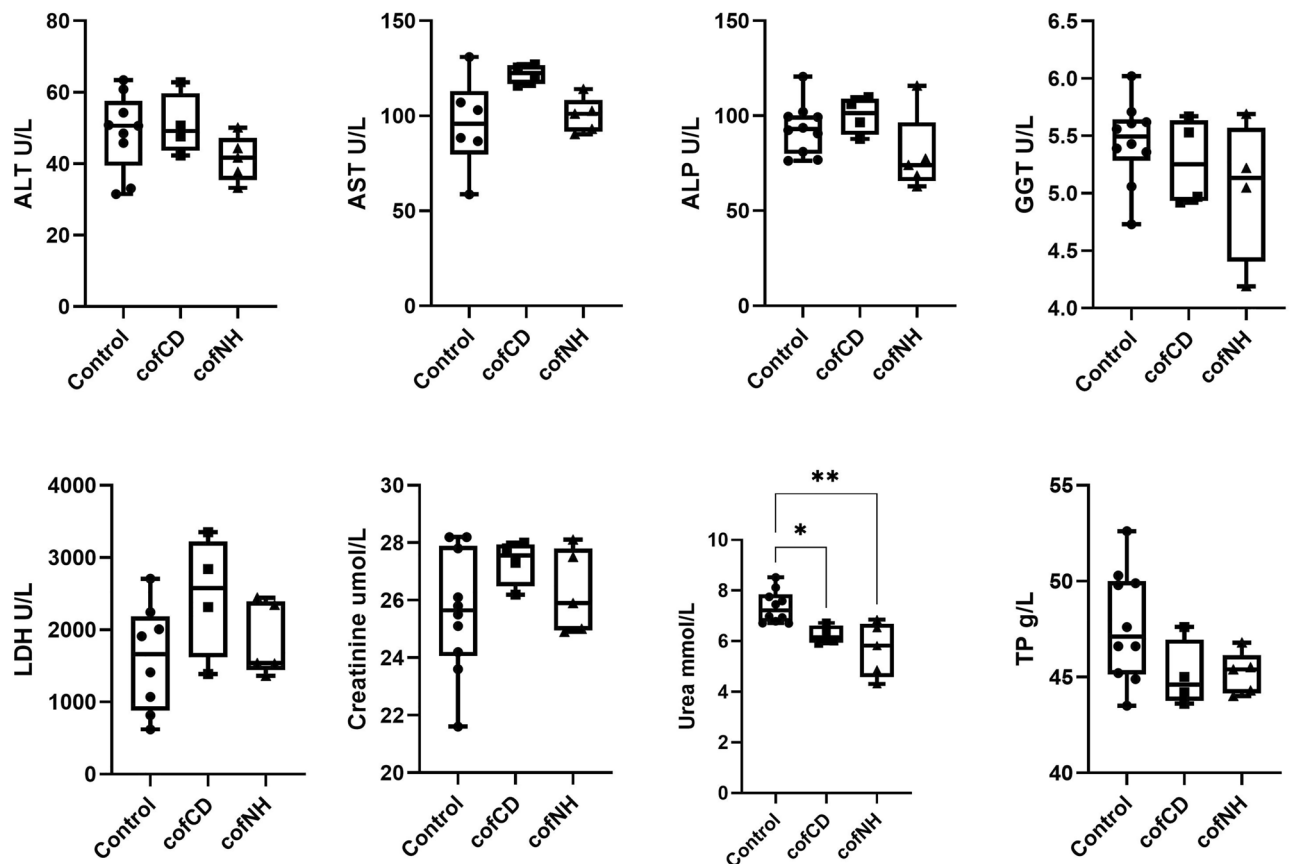 ALT U/L
80
60
40
20
0
Control
cofCD
cofNH
AST U/L
150
100
50
0
Control
cofCD
cofNH
ALP U/L
150
100
50
0
Control
cofCD
cofNH
GGT U/L
6.5
6.0
5.5
5.0
4.5
4.0
Control
cofCD
cofNH
LDH U/L
4000
3000
2000
1000
0
Control
cofCD
cofNH
Creatinine umol/L
30
28
26
24
22
20
Control
cofCD
cofNH
Urea mmol/L
**
*
10
8
6
4
2
0
Control
cofCD
cofNH
TP g/L
55
50
45
40
Control
cofCD
cofNH